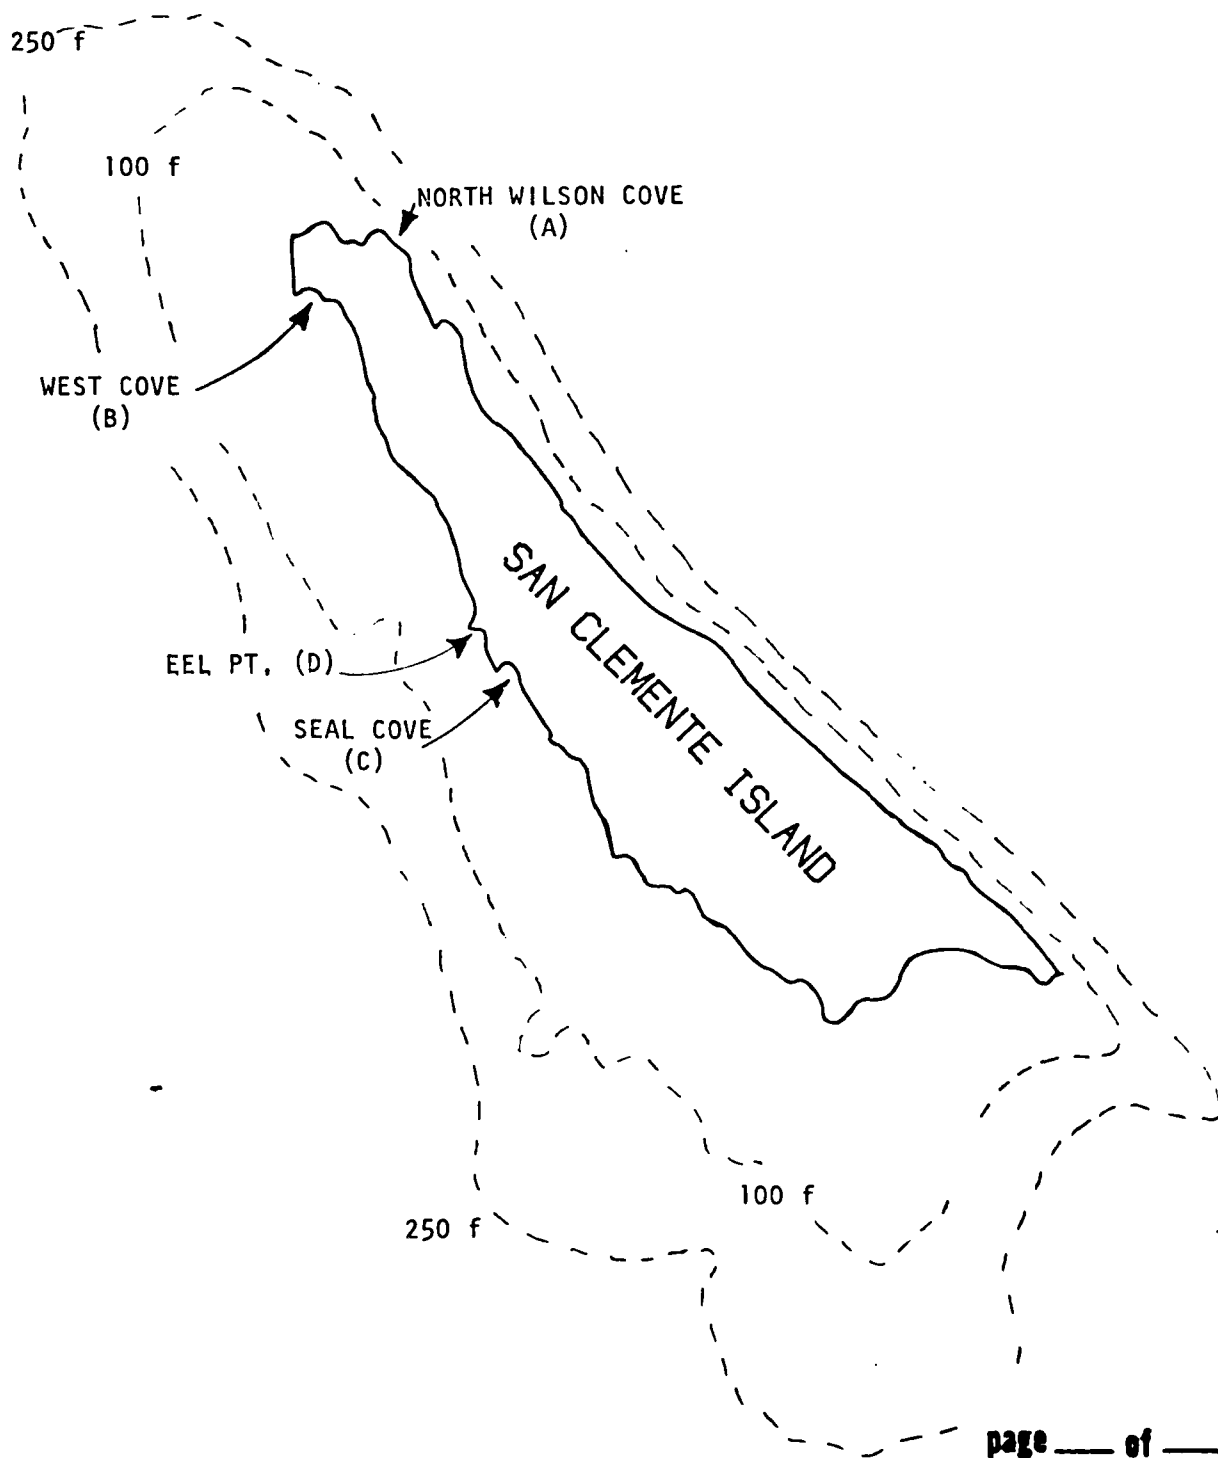 250 f
100 f
NORTH WILSON COVE
(A)
WEST COVE
(B)
SAN CLEMENTE ISLAND
EEL PT. (D)
SEAL COVE
(C)
100 f
250 f
page ___ of ___